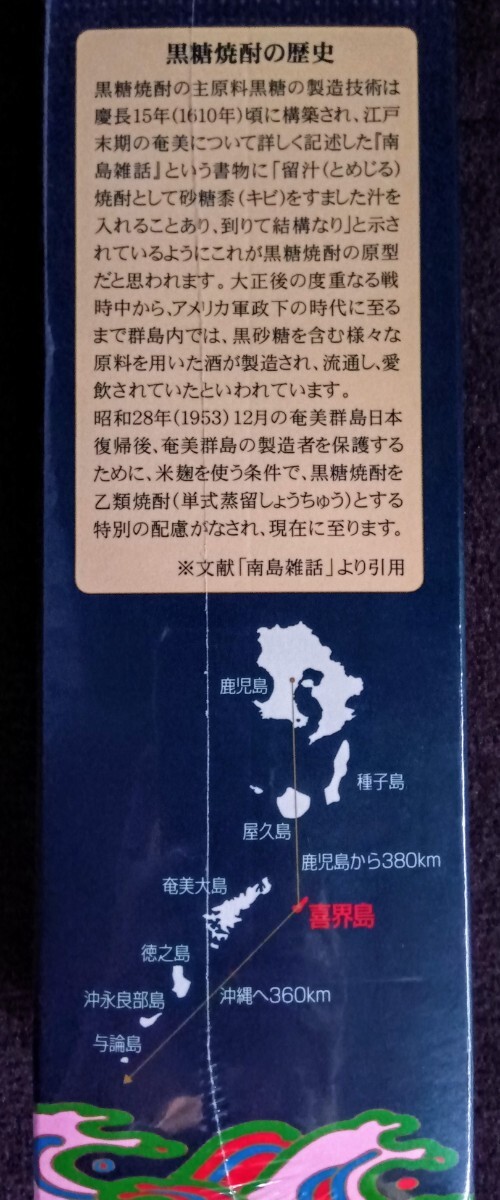 黒糖焼酎の歴史
黒糖焼酎の主原料黒糖の製造技術は
慶長15年(1610年)頃に構築され、江戸
末期の奄美について詳しく記述した『南
島雑話』という書物に「留汁(とめじる)
焼酎として砂糖黍(キビ)をすました汁を
入れることあり、到りて結構なり」と示さ
れているようにこれが黒糖焼酎の原型
だと思われます。大正後の度重なる戦
時中から、アメリカ軍政下の時代に至る
まで群島内では、黒砂糖を含む様々な
原料を用いた酒が製造され、流通し、愛
飲されていたといわれています。
昭和28年(1953)12月の奄美群島日本
復帰後、奄美群島の製造者を保護する
ために、米麹を使う条件で、黒糖焼酎を
乙類焼酎(単式蒸留しょうちゅう)とする
特別の配慮がなされ、現在に至ります。
※文献「南島雑話」より引用
鹿児島
種子島
屋久島
鹿児島から380km
奄美大島
喜界島
徳之島
沖縄へ360km
沖永良部島
与論島